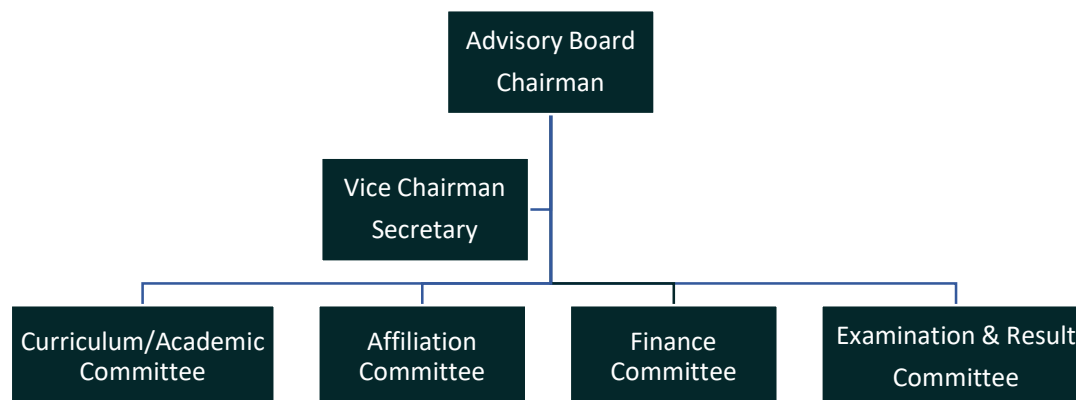 Advisory Board
Chairman
Vice Chairman
Secretary
Curriculum/Academic
Committee
Affiliation
Committee
Finance
Committee
Examination & Result
Committee